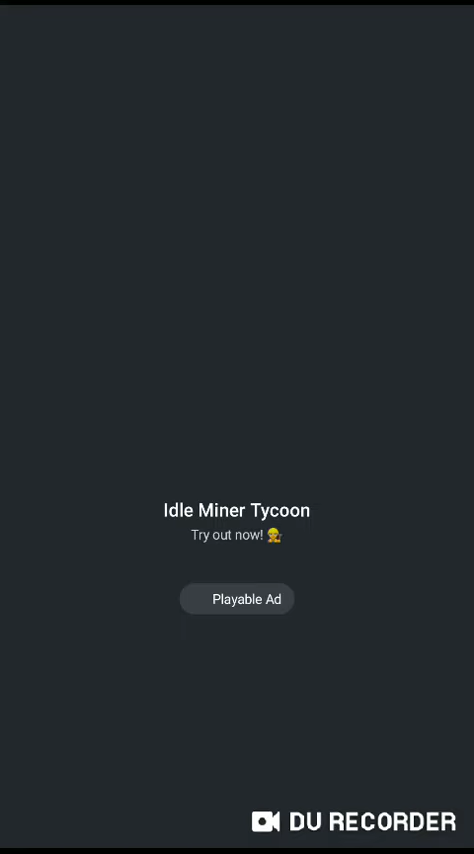 Idle Miner Tycoon
Try out now! 👷
Playable Ad
DU RECORDER